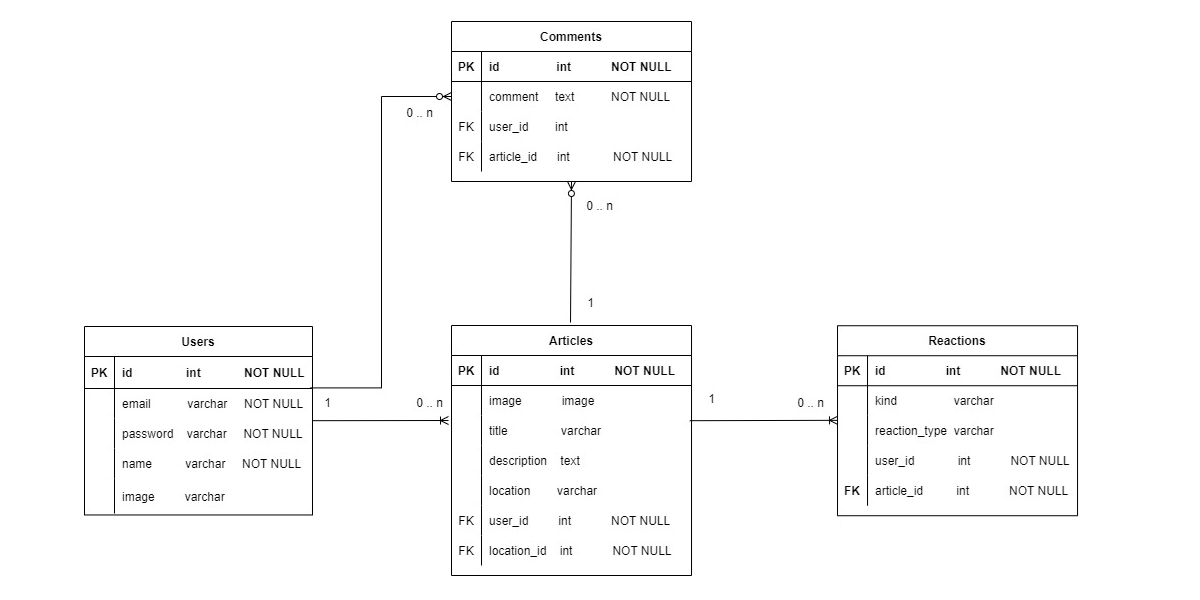 Comments
PK id int NOT NULL
comment text NOT NULL
FK user_id int
FK article_id int NOT NULL
0 .. n
0 .. n
1
Users
PK id int NOT NULL
email varchar NOT NULL
password varchar NOT NULL
name varchar NOT NULL
image varchar
1
0 .. n
Articles
PK id int NOT NULL
image image
title varchar
description text
location varchar
FK user_id int NOT NULL
FK location_id int NOT NULL
1
0 .. n
Reactions
PK id int NOT NULL
kind varchar
reaction_type varchar
user_id int NOT NULL
FK article_id int NOT NULL